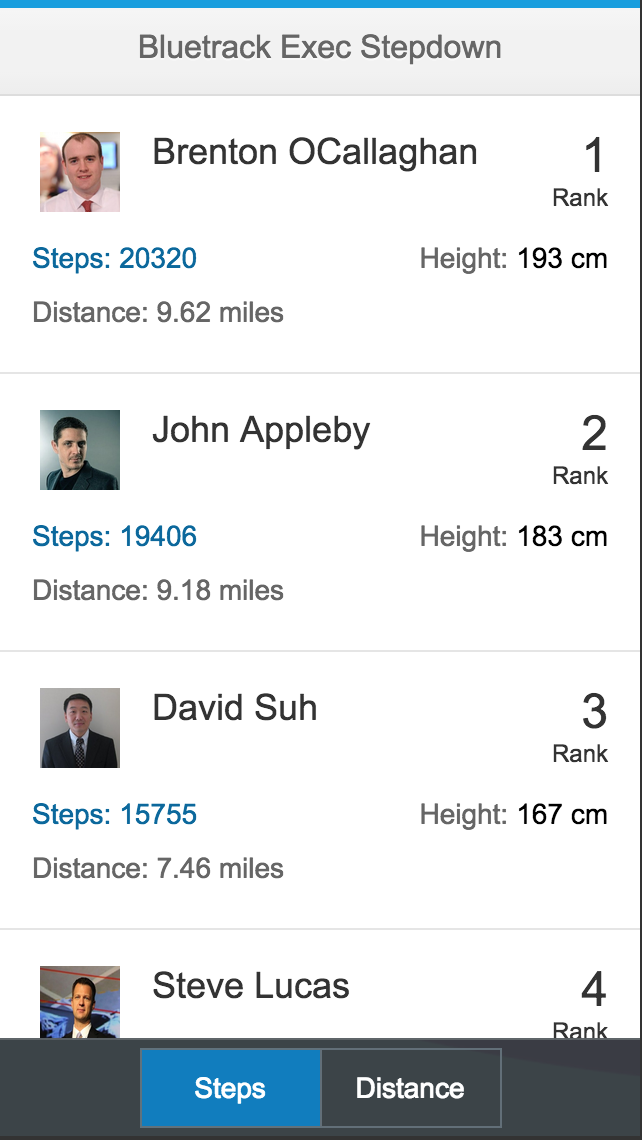 Bluetrack Exec Stepdown
Brenton OCallaghan
1
Rank
Steps: 20320
Height: 193 cm
Distance: 9.62 miles
John Appleby
2
Rank
Steps: 19406
Height: 183 cm
Distance: 9.18 miles
David Suh
3
Rank
Steps: 15755
Height: 167 cm
Distance: 7.46 miles
Steve Lucas
4
Rank
Steps
Distance